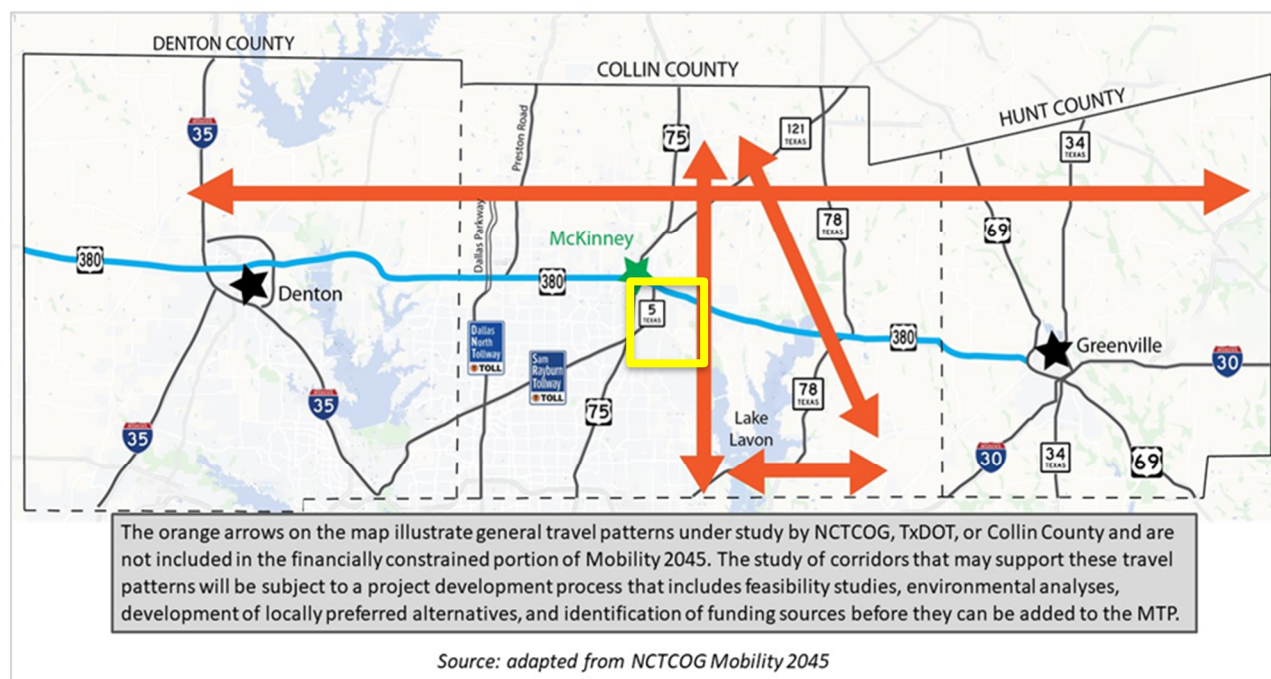 DENTON COUNTY
COLLIN COUNTY
HUNT COUNTY
INTERSTATE
35
Preston Road
75
121
TEXAS
34
TEXAS
78
TEXAS
69
Dallas Parkway
McKinney
380
380
Denton
5
TEXAS
Dallas
North
Tollway
TOLL
Sam
Rayburn
Tollway
TOLL
380
Greenville
30
35
35
75
78
TEXAS
Lake
Lavon
30
34
TEXAS
69
The orange arrows on the map illustrate general travel patterns under study by NCTCOG, TxDOT, or Collin County and are
not included in the financially constrained portion of Mobility 2045. The study of corridors that may support these travel
patterns will be subject to a project development process that includes feasibility studies, environmental analyses,
development of locally preferred alternatives, and identification of funding sources before they can be added to the MTP.
Source: adapted from NCTCOG Mobility 2045